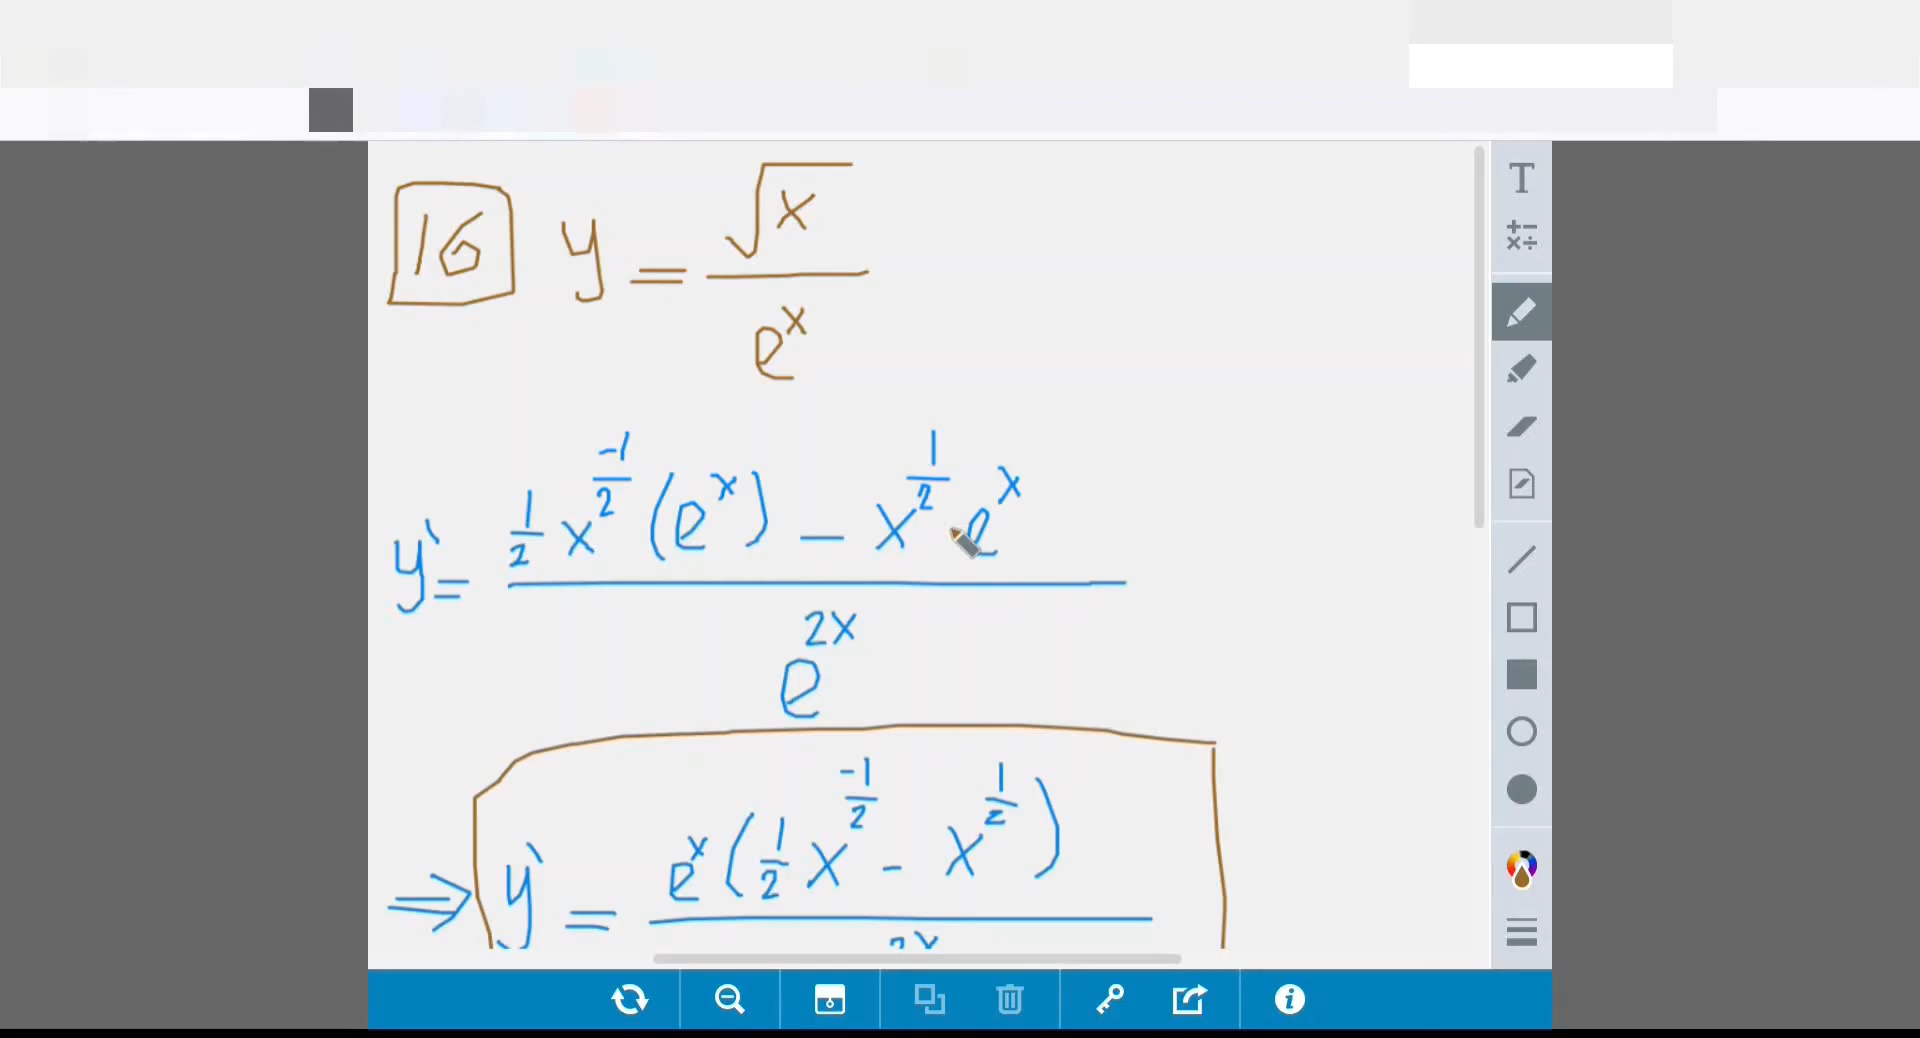 16 y = √x / e^x
y' = (1/2 x^(-1/2) (e^x) - x^(1/2) e^x) / e^(2x)
⇒ y' = e^x (1/2 x^(-1/2) - x^(1/2)) /
T